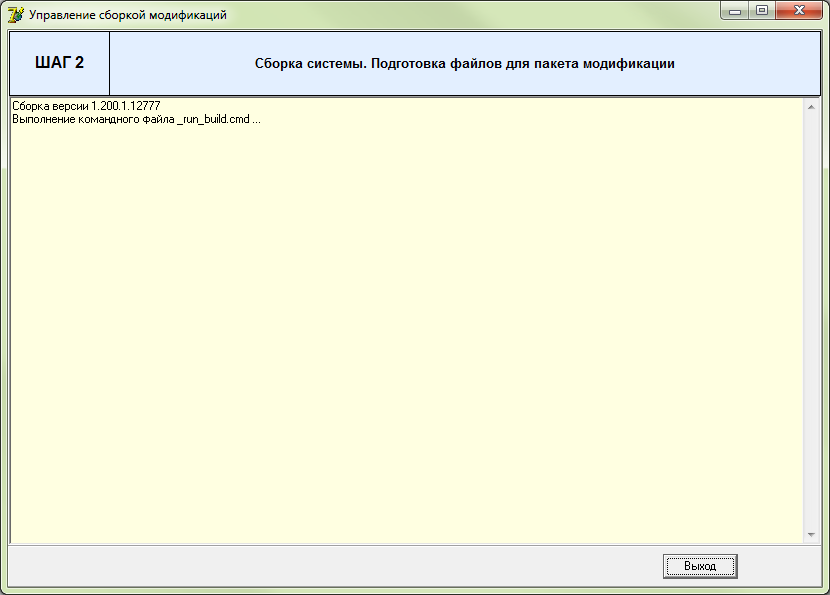 Управление сборкой модификаций
ШАГ 2
Сборка системы. Подготовка файлов для пакета модификации
Сборка версии 1.200.1.12777
Выполнение командного файла _run_build.cmd ...
Выход